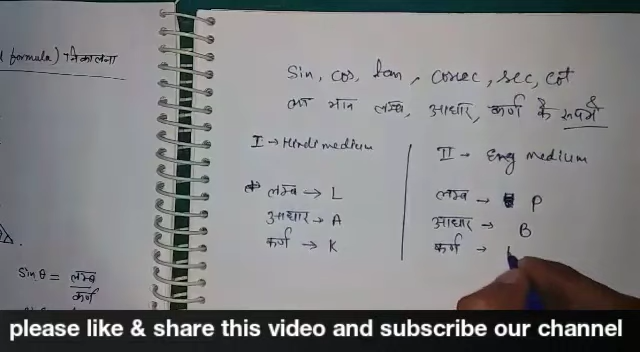 formula) निकालना
sinθ = लम्ब
कर्ण
Sin, cos, tan, cosec, sec, cot
का मान लम्ब, आधार, कर्ण के रूप में
I → Hindi medium
लम्ब → L
आधार → A
कर्ण → K
II → Eng medium
लम्ब → P
आधार → B
कर्ण →
please like & share this video and subscribe our channel